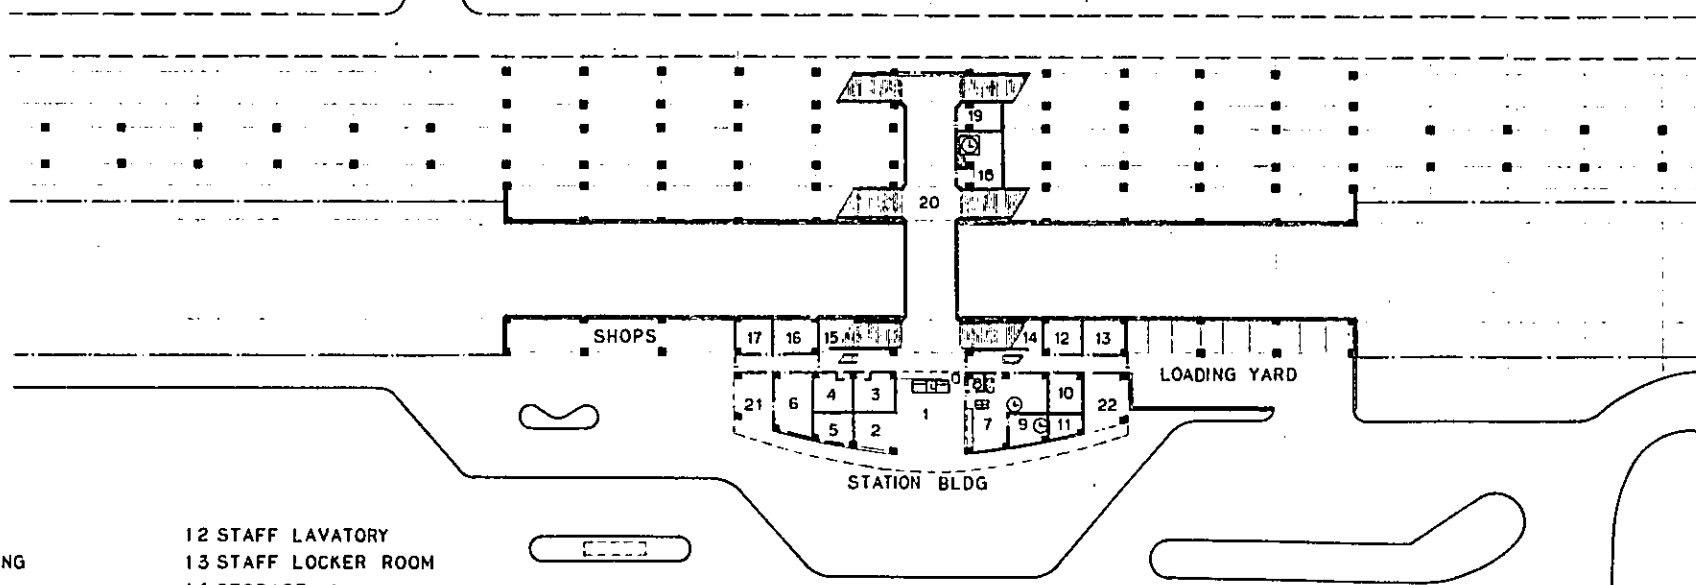 19
18
20
SHOPS
17 16 15 14 12 13
LOADING YARD
21 6 4 3 8 10 22
1
5 2 7 9 11
STATION BLDG
12 STAFF LAVATORY
NG
13 STAFF LOCKER ROOM